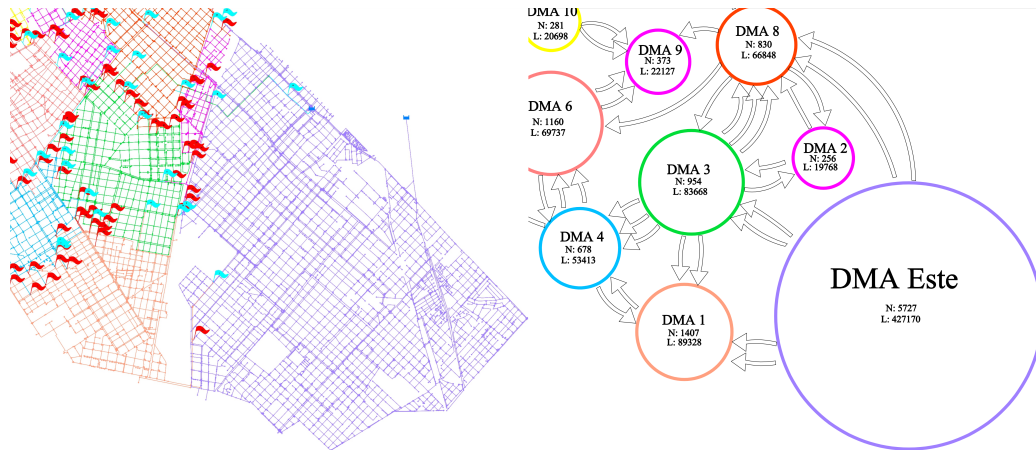 DMA 10
N: 281
L: 20698
DMA 9
N: 373
L: 22127
DMA 8
N: 830
L: 66848
DMA 6
N: 1160
L: 69737
DMA 3
N: 954
L: 83668
DMA 2
N: 256
L: 19768
DMA 4
N: 678
L: 53413
DMA 1
N: 1407
L: 89328
DMA Este
N: 5727
L: 427170